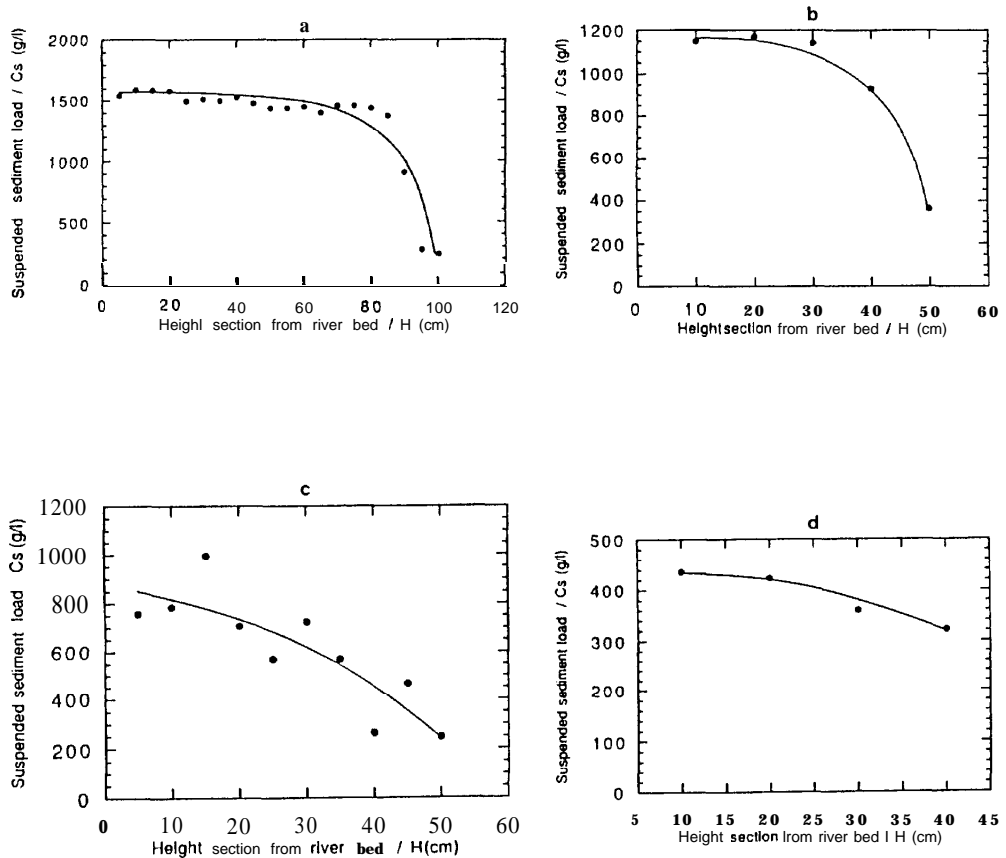 a
Suspended sediment load / Cs (g/l)
2000
1500
1000
500
0
0 20 40 60 80 100 120
Heighl section from river bed / H (cm)
b
Suspended sediment load / Cs (g/l)
1200
1000
800
600
400
1200
0
0 10 20 30 40 50 60
Height section from river bed / H (cm)
c
Suspended sediment load Cs (g/l)
1200
1000
800
600
400
200
0
0 10 20 30 40 50 60
Height section from river bed / H(cm)
d
Suspended sediment load / Cs (g/l)
500
400
300
200
100
0
5 10 15 20 25 30 35 40 45
Height section lrom river bed I H (cm)